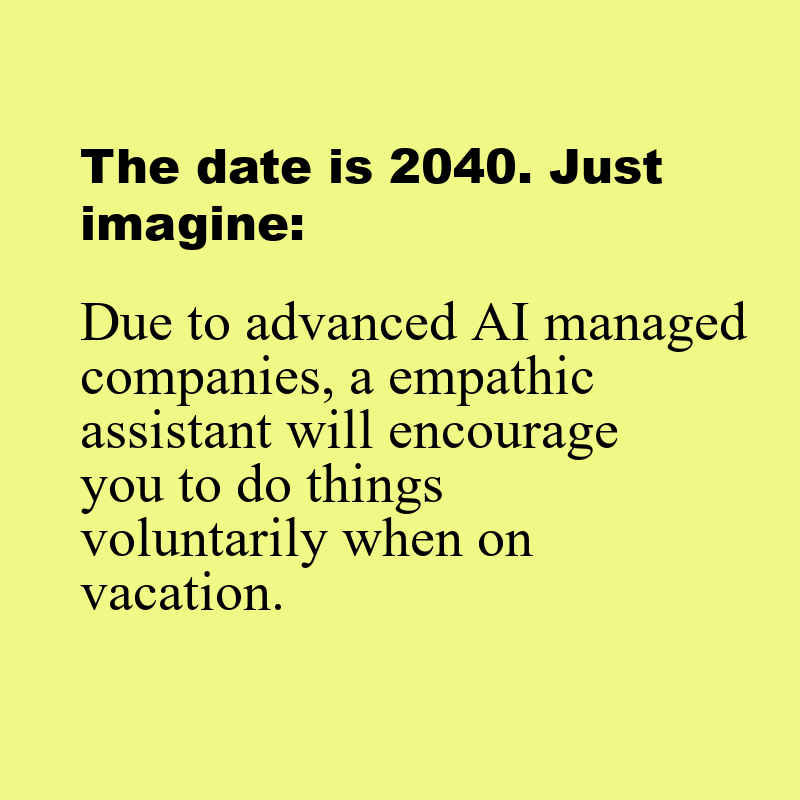 The date is 2040. Just
imagine:
Due to advanced AI managed
companies, a empathic
assistant will encourage
you to do things
voluntarily when on
vacation.